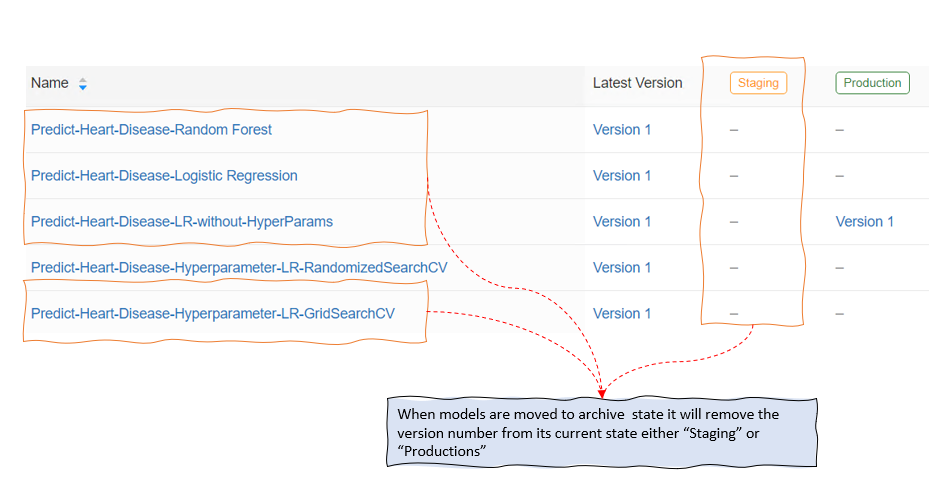 Name Latest Version Staging Production
Predict-Heart-Disease-Random Forest Version 1 – –
Predict-Heart-Disease-Logistic Regression Version 1 – –
Predict-Heart-Disease-LR-without-HyperParams Version 1 – Version 1
Predict-Heart-Disease-Hyperparameter-LR-RandomizedSearchCV Version 1 – –
Predict-Heart-Disease-Hyperparameter-LR-GridSearchCV Version 1 – –
When models are moved to archive  state it will remove the
version number from its current state either “Staging” or
“Productions”